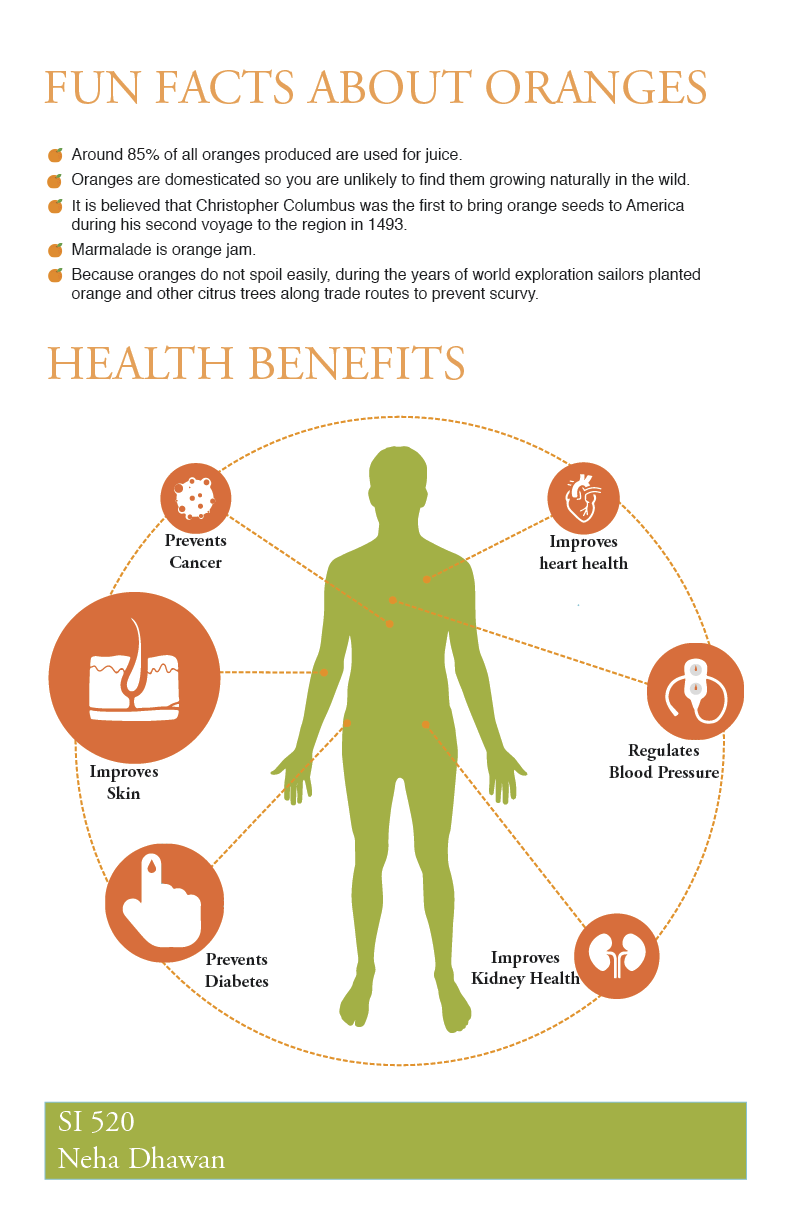 FUN FACTS ABOUT ORANGES
Around 85% of all oranges produced are used for juice.
Oranges are domesticated so you are unlikely to find them growing naturally in the wild.
It is believed that Christopher Columbus was the first to bring orange seeds to America
during his second voyage to the region in 1493.
Marmalade is orange jam.
Because oranges do not spoil easily, during the years of world exploration sailors planted
orange and other citrus trees along trade routes to prevent scurvy.
HEALTH BENEFITS
Prevents
Cancer
Improves
heart health
Improves
Skin
Regulates
Blood Pressure
Prevents
Diabetes
Improves
Kidney Health
SI 520
Neha Dhawan